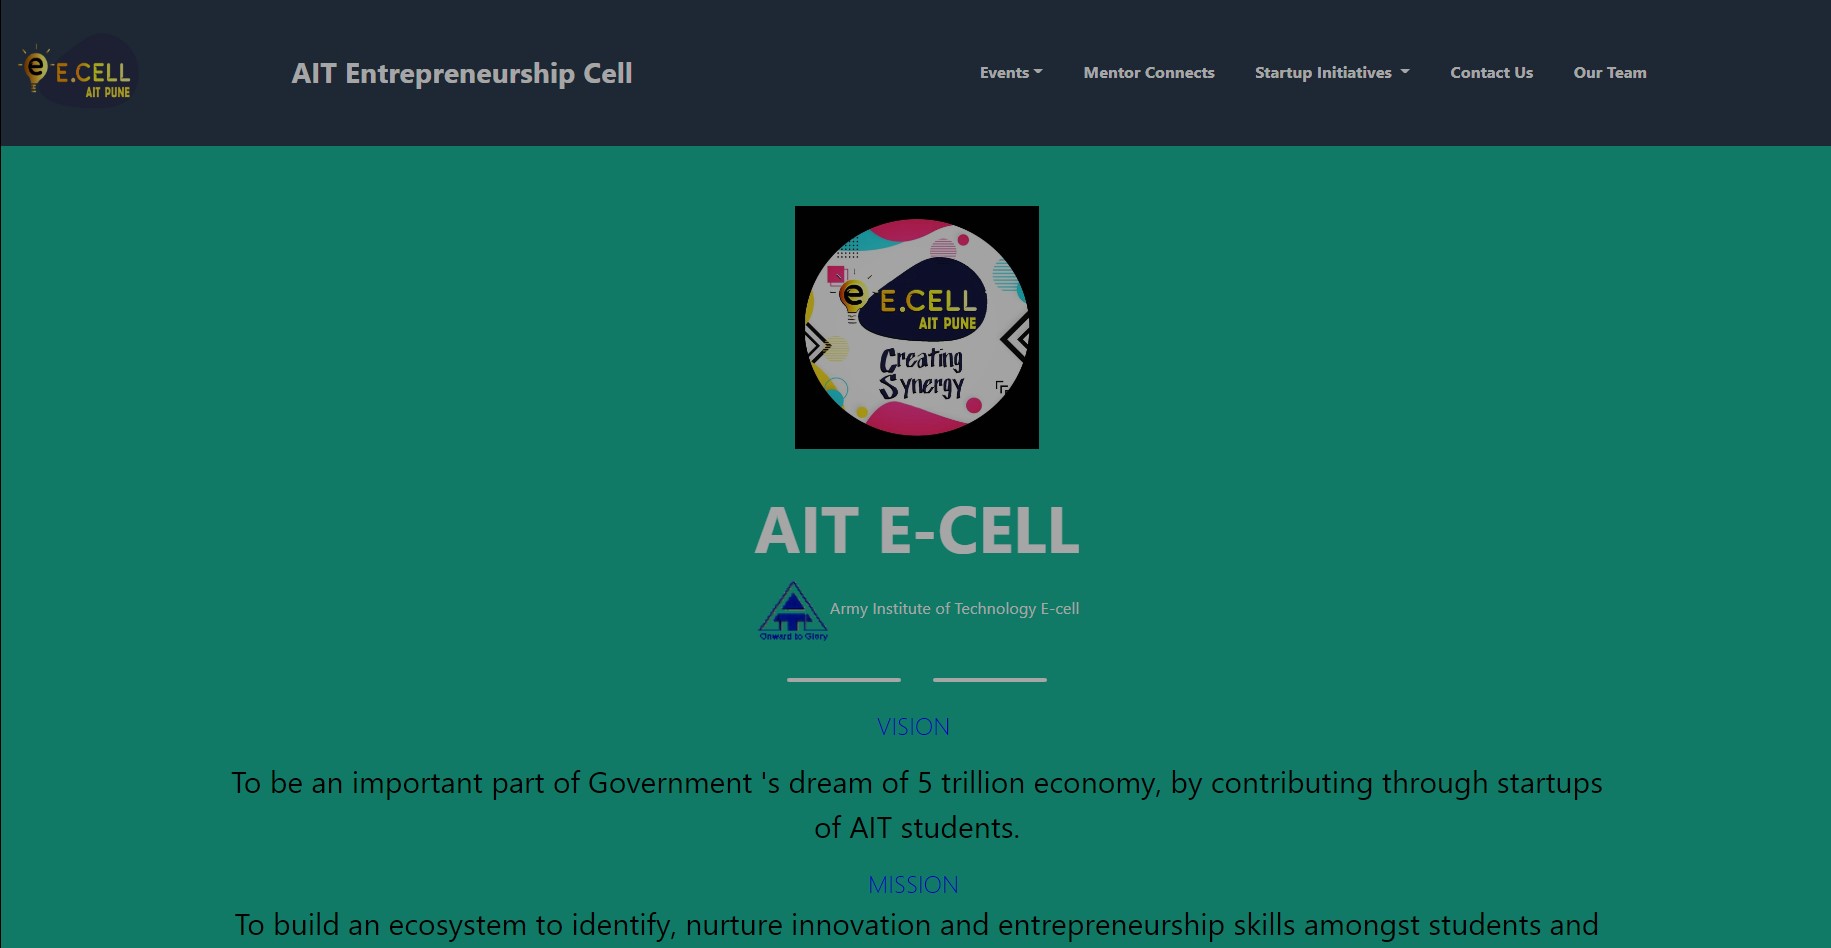 e E.CELL
AIT PUNE
AIT Entrepreneurship Cell
Events
Mentor Connects
Startup Initiatives
Contact Us
Our Team
e E.CELL
AIT PUNE
Creating
Synergy
AIT E-CELL
Army Institute of Technology E-cell
Onward to Glory
VISION
To be an important part of Government 's dream of 5 trillion economy, by contributing through startups
of AIT students.
MISSION
To build an ecosystem to identify, nurture innovation and entrepreneurship skills amongst students and